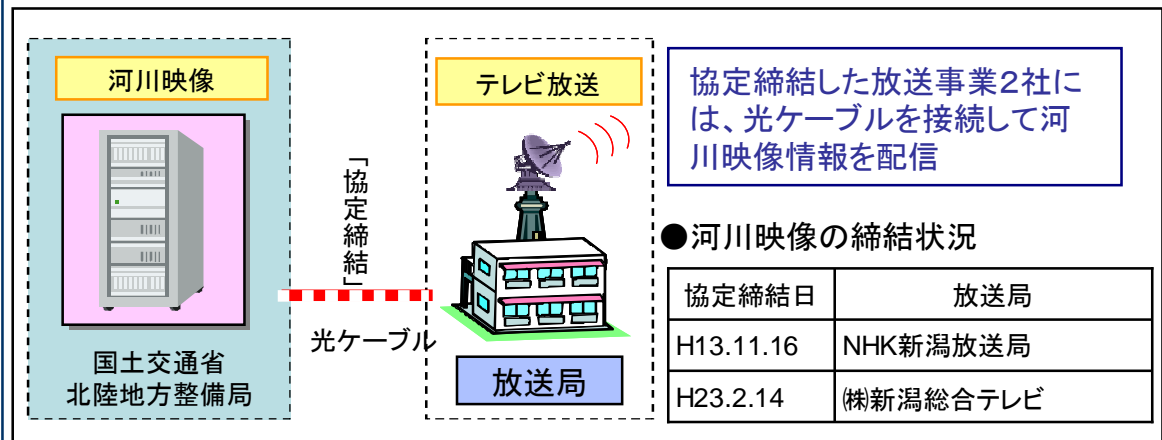 河川映像
国土交通省
北陸地方整備局
「協定締結」
光ケーブル
テレビ放送
放送局
協定締結した放送事業２社に
は、光ケーブルを接続して河
川映像情報を配信
●河川映像の締結状況
協定締結日 放送局
H13.11.16 NHK新潟放送局
H23.2.14 ㈱新潟総合テレビ